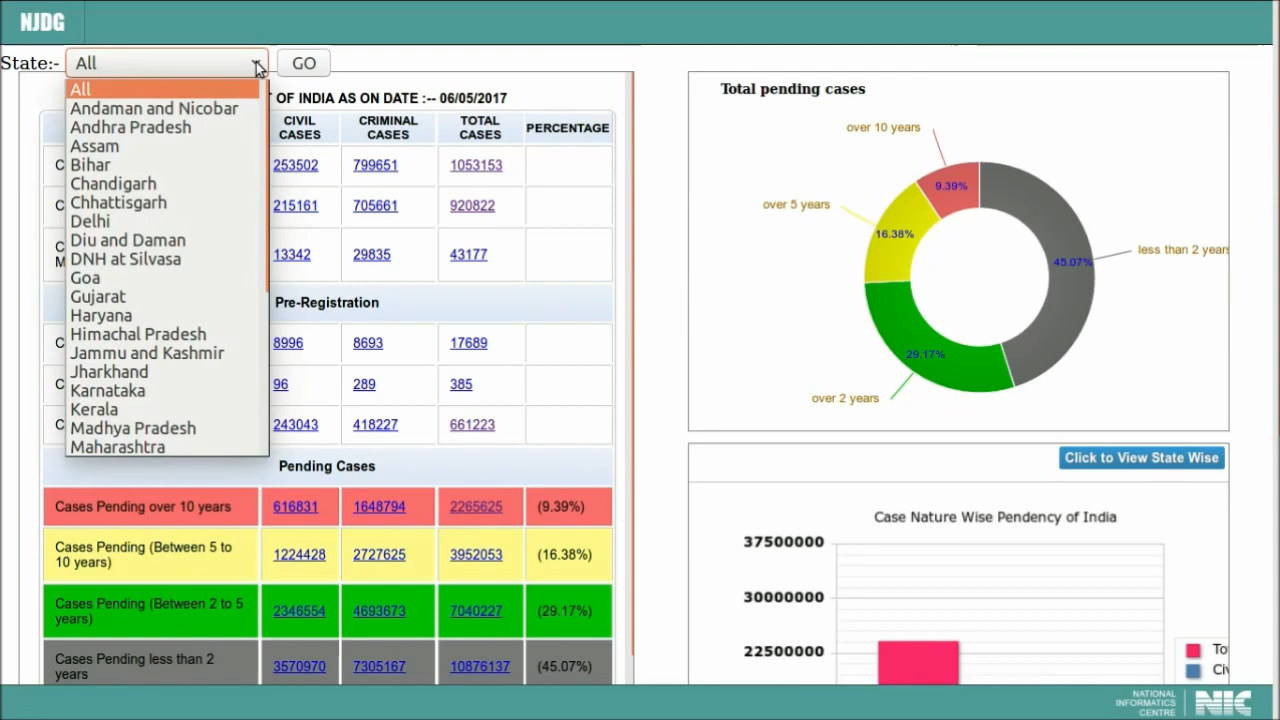 NJDG
State:- All GO
All
Andaman and Nicobar
Andhra Pradesh
Assam
Bihar
Chandigarh
Chhattisgarh
Delhi
Diu and Daman
DNH at Silvasa
Goa
Gujarat
Haryana
Himachal Pradesh
Jammu and Kashmir
Jharkhand
Karnataka
Kerala
Madhya Pradesh
Maharashtra
OF INDIA AS ON DATE :-- 06/05/2017
CIVIL CASES CRIMINAL CASES TOTAL CASES PERCENTAGE
253502 799651 1053153
215161 705661 920822
13342 29835 43177
Pre-Registration
8996 8693 17689
96 289 385
243043 418227 661223
Pending Cases
Cases Pending over 10 years 616831 1648794 2265625 (9.39%)
Cases Pending (Between 5 to
10 years) 1224428 2727625 3952053 (16.38%)
Cases Pending (Between 2 to 5
years) 2346554 4693673 7040227 (29.17%)
Cases Pending less than 2
years 3570970 7305167 10876137 (45.07%)
Total pending cases
over 10 years
9.39%
over 5 years
16.38%
less than 2 years
45.07%
29.17%
over 2 years
Click to View State Wise
Case Nature Wise Pendency of India
37500000
30000000
22500000
NATIONAL
INFORMATICS
CENTRE
NIC